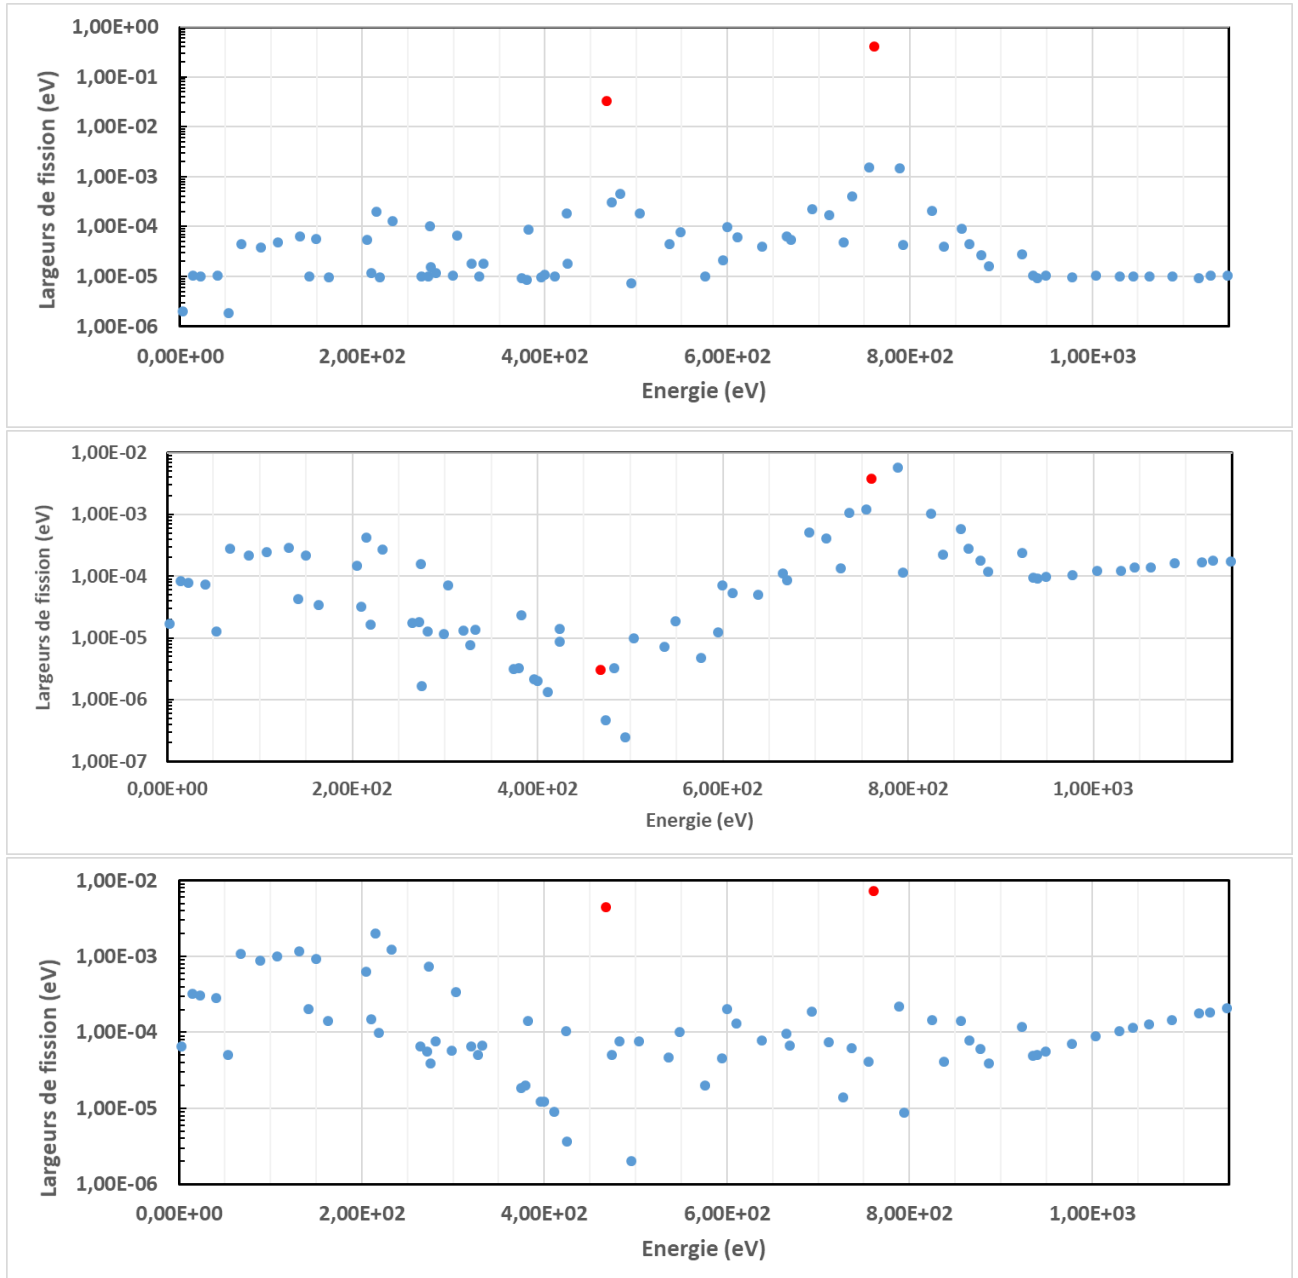 1,00E+00
1,00E-01
1,00E-02
1,00E-03
1,00E-04
1,00E-05
1,00E-06
Largeurs de fission (eV)
0,00E+00 2,00E+02 4,00E+02 6,00E+02 8,00E+02 1,00E+03
Energie (eV)
1,00E-02
1,00E-03
1,00E-04
1,00E-05
1,00E-06
1,00E-07
Largeurs de fission (eV)
0,00E+00 2,00E+02 4,00E+02 6,00E+02 8,00E+02 1,00E+03
Energie (eV)
1,00E-02
1,00E-03
1,00E-04
1,00E-05
1,00E-06
Largeurs de fission (eV)
0,00E+00 2,00E+02 4,00E+02 6,00E+02 8,00E+02 1,00E+03
Energie (eV)